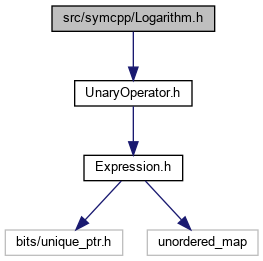 src/symcpp/Logarithm.h
UnaryOperator.h
Expression.h
bits/unique_ptr.h
unordered_map